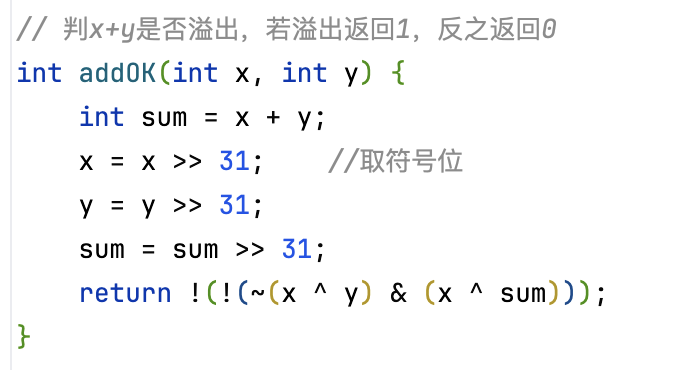 // 判x+y是否溢出，若溢出返回1，反之返回0
int addOK(int x, int y) {
    int sum = x + y;
    x = x >> 31;    //取符号位
    y = y >> 31;
    sum = sum >> 31;
    return !(!(~(x ^ y) & (x ^ sum)));
}